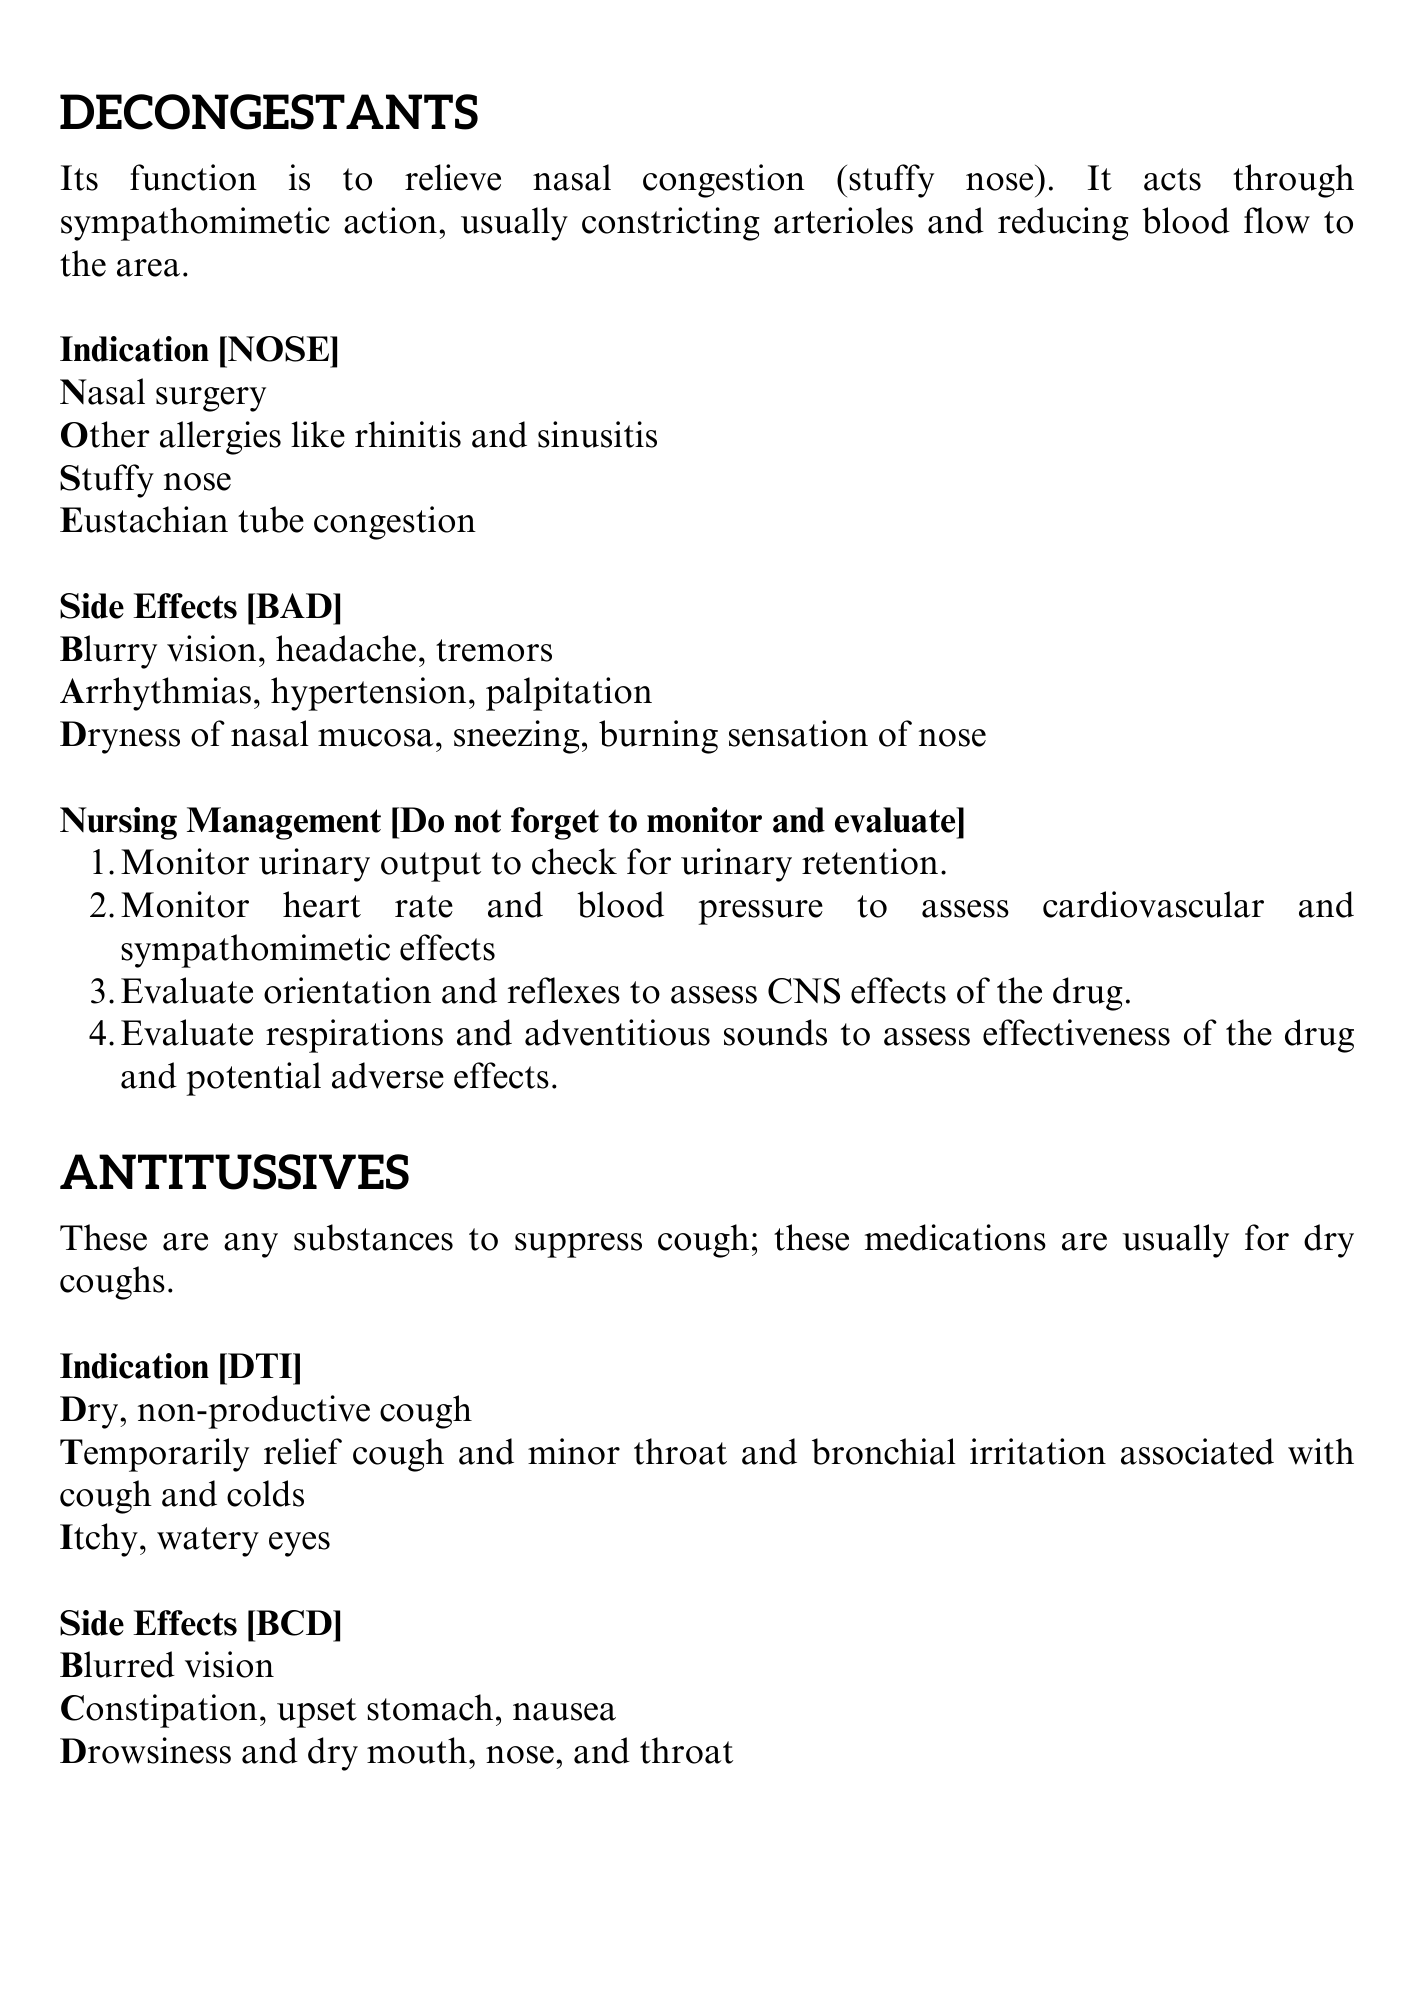 DECONGESTANTS
Its function is to relieve nasal congestion (stuffy nose). It acts through
sympathomimetic action, usually constricting arterioles and reducing blood flow to
the area.
Indication [NOSE]
Nasal surgery
Other allergies like rhinitis and sinusitis
Stuffy nose
Eustachian tube congestion
Side Effects [BAD]
Blurry vision, headache, tremors
Arrhythmias, hypertension, palpitation
Dryness of nasal mucosa, sneezing, burning sensation of nose
Nursing Management [Do not forget to monitor and evaluate]
1. Monitor urinary output to check for urinary retention.
2. Monitor heart rate and blood pressure to assess cardiovascular and
sympathomimetic effects
3. Evaluate orientation and reflexes to assess CNS effects of the drug.
4. Evaluate respirations and adventitious sounds to assess effectiveness of the drug
and potential adverse effects.
ANTITUSSIVES
These are any substances to suppress cough; these medications are usually for dry
coughs.
Indication [DTI]
Dry, non-productive cough
Temporarily relief cough and minor throat and bronchial irritation associated with
cough and colds
Itchy, watery eyes
Side Effects [BCD]
Blurred vision
Constipation, upset stomach, nausea
Drowsiness and dry mouth, nose, and throat